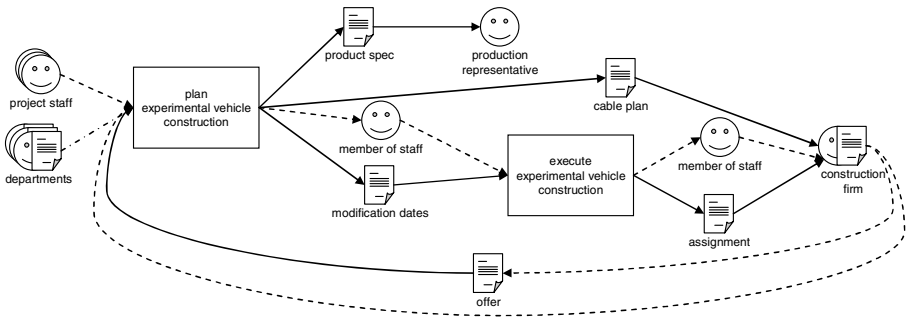 project staff
departments
plan
experimental vehicle
construction
product spec
production
representative
member of staff
modification dates
execute
experimental vehicle
construction
cable plan
member of staff
assignment
construction
firm
offer